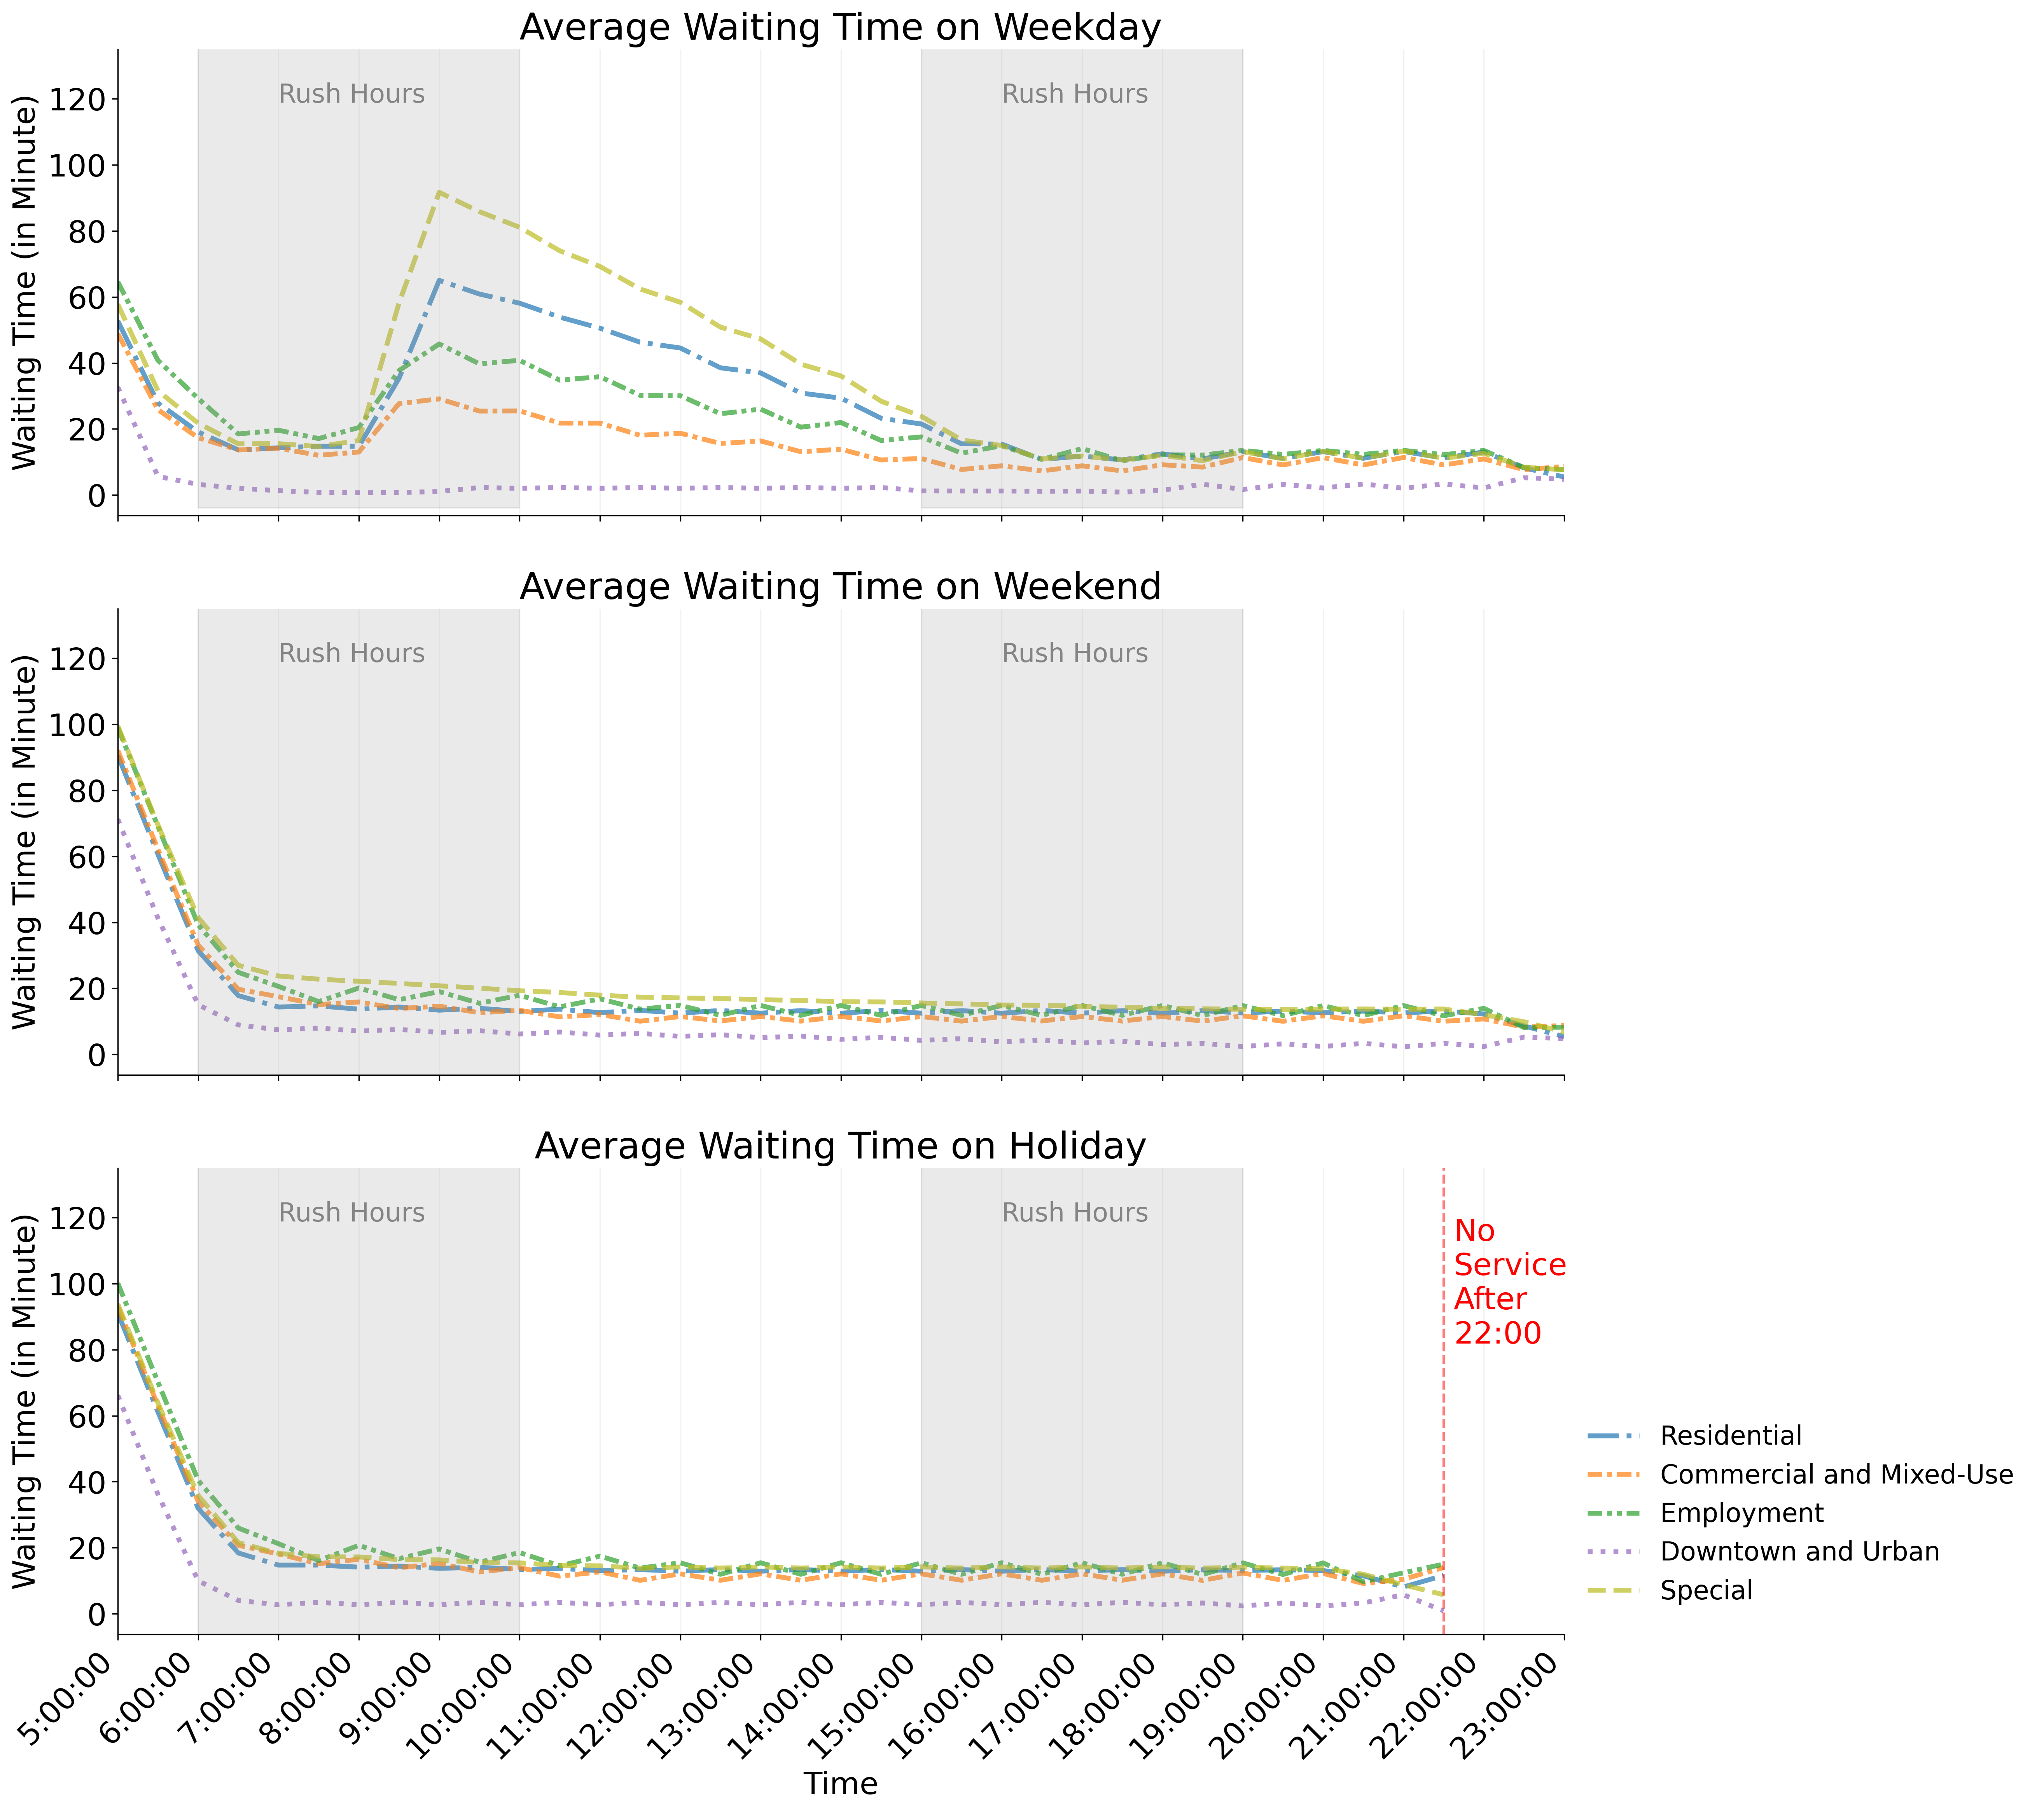 Average Waiting Time on Weekday
Rush Hours
Rush Hours
Waiting Time (in Minute)
120
100
80
60
40
20
0
Average Waiting Time on Weekend
Rush Hours
Rush Hours
Waiting Time (in Minute)
120
100
80
60
40
20
0
Average Waiting Time on Holiday
Rush Hours
Rush Hours
Waiting Time (in Minute)
120
100
80
60
40
20
0
No
Service
After
22:00
Residential
Commercial and Mixed-Use
Employment
Downtown and Urban
Special
5:00:00
6:00:00
7:00:00
8:00:00
9:00:00
10:00:00
11:00:00
12:00:00
13:00:00
14:00:00
15:00:00
16:00:00
17:00:00
18:00:00
19:00:00
20:00:00
21:00:00
22:00:00
23:00:00
Time